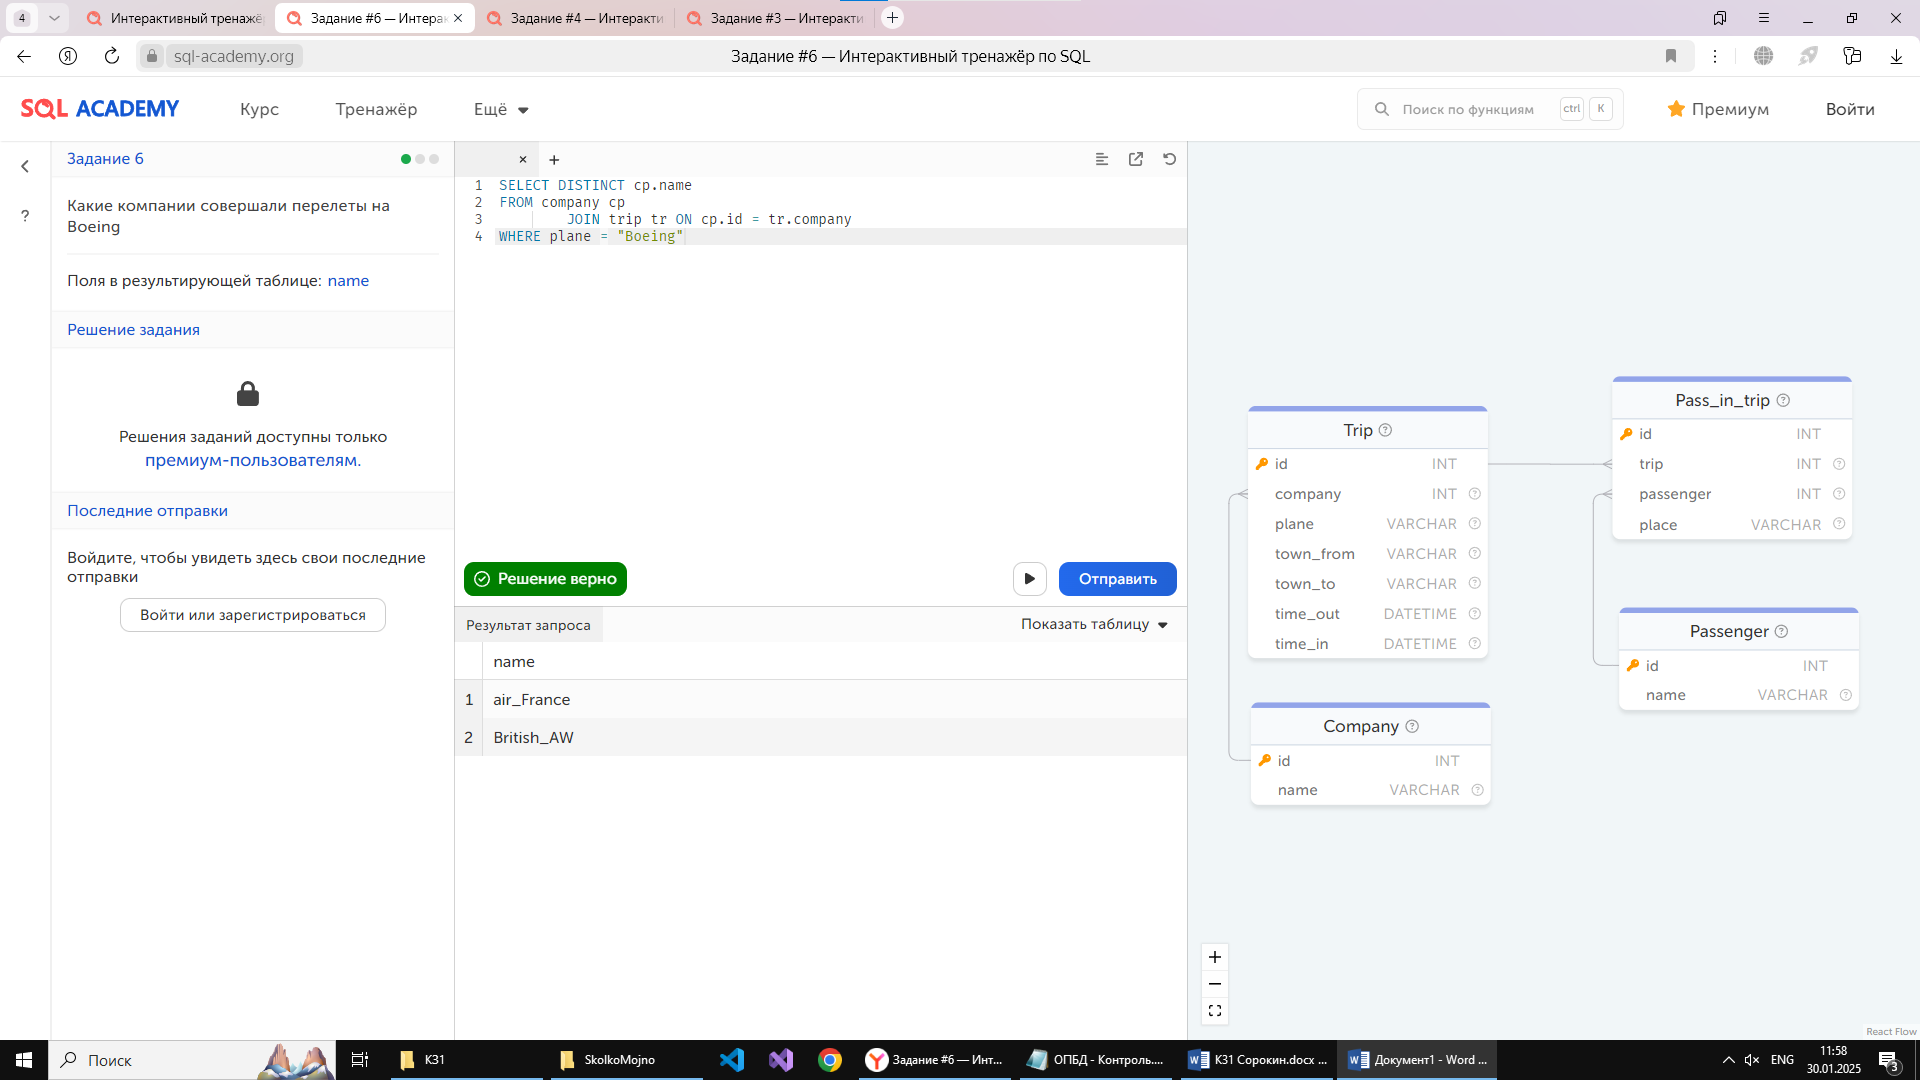 4
Интерактивный тренажё
Задание #6 — Интерак
Задание #4 — Интеракти
Задание #3 — Интеракти
sql-academy.org
Задание #6 — Интерактивный тренажёр по SQL
SQL ACADEMY
Курс
Тренажёр
Ещё
Поиск по функциям
ctrl
K
Премиум
Войти
Задание 6
?
Какие компании совершали перелеты на
Boeing
Поля в результирующей таблице: name
Решение задания
Решения заданий доступны только
премиум-пользователям.
Последние отправки
Войдите, чтобы увидеть здесь свои последние
отправки
Войти или зарегистрироваться
1 SELECT DISTINCT cp.name
2 FROM company cp
3 JOIN trip tr ON cp.id = tr.company
4 WHERE plane = "Boeing"
Решение верно
Отправить
Результат запроса
Показать таблицу
name
1 air_France
2 British_AW
Trip
id INT
company INT
plane VARCHAR
town_from VARCHAR
town_to VARCHAR
time_out DATETIME
time_in DATETIME
Company
id INT
name VARCHAR
Pass_in_trip
id INT
trip INT
passenger INT
place VARCHAR
Passenger
id INT
name VARCHAR
React Flow
Поиск
К31
SkolkoMojno
Задание #6 — Инт...
ОПБД - Контроль....
К31 Сорокин.docx ...
Документ1 - Word ...
ENG
11:58
30.01.2025
3